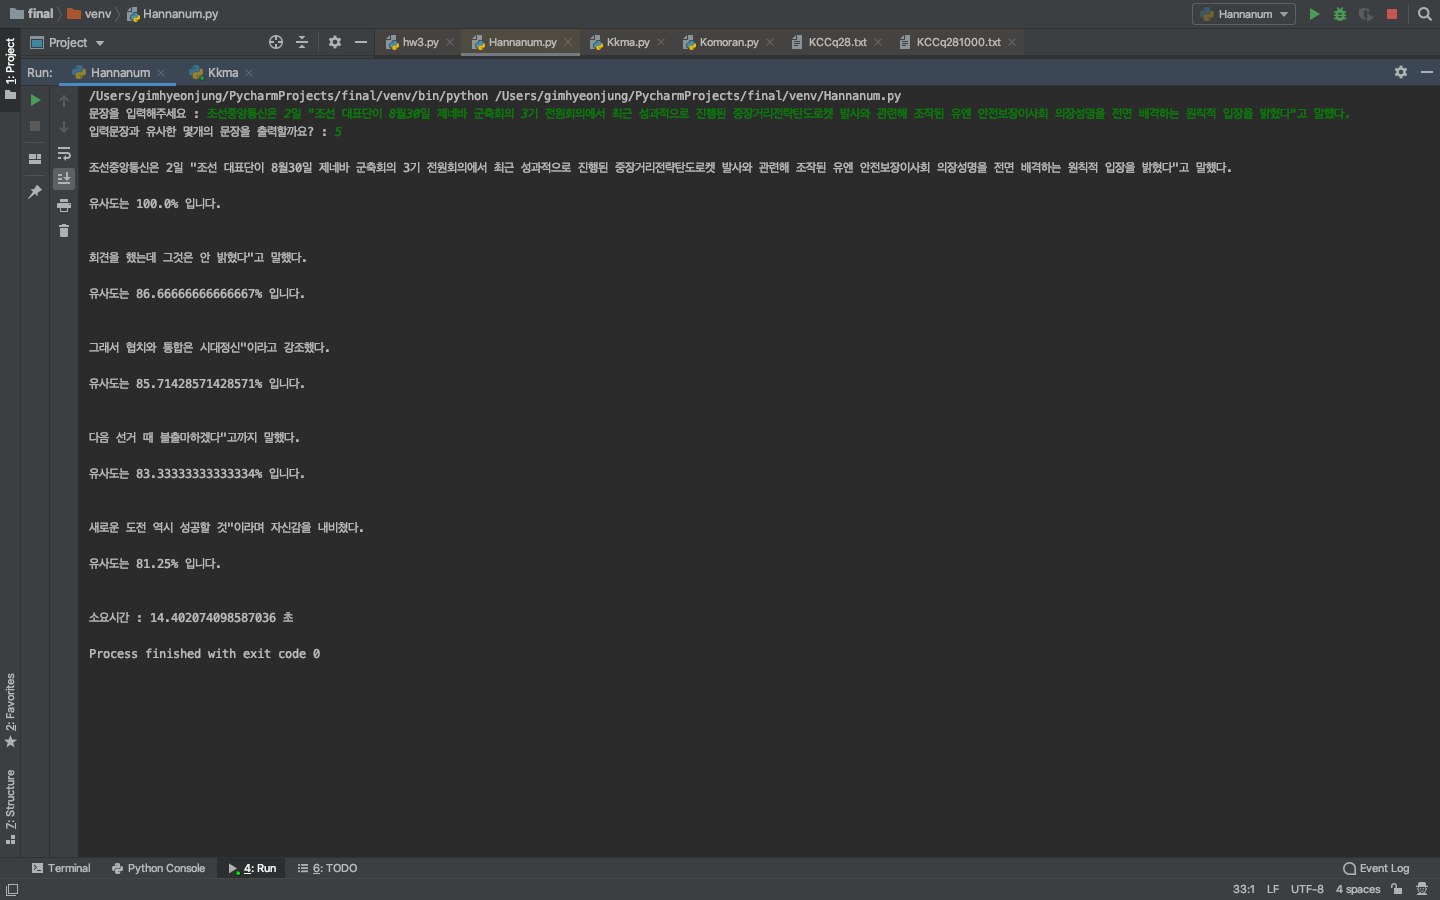 final venv Hannanum.py Hannanum
1: Project
Project hw3.py Hannanum.py Kkma.py Komoran.py KCCq28.txt KCCq281000.txt
Run: Hannanum Kkma
/Users/gimhyeonjung/PycharmProjects/final/venv/bin/python /Users/gimhyeonjung/PycharmProjects/final/venv/Hannanum.py
문장을 입력해주세요 : 조선중앙통신은 2일 "조선 대표단이 8월30일 제네바 군축회의 3기 전원회의에서 최근 성과적으로 진행된 중장거리전략탄도로켓 발사와 관련해 조작된 유엔 안전보장이사회 의장성명을 전면 배격하는 원칙적 입장을 밝혔다"고 말했다.
입력문장과 유사한 몇개의 문장을 출력할까요? : 5
조선중앙통신은 2일 "조선 대표단이 8월30일 제네바 군축회의 3기 전원회의에서 최근 성과적으로 진행된 중장거리전략탄도로켓 발사와 관련해 조작된 유엔 안전보장이사회 의장성명을 전면 배격하는 원칙적 입장을 밝혔다"고 말했다.
유사도는 100.0% 입니다.
회견을 했는데 그것은 안 밝혔다"고 말했다.
유사도는 86.66666666666667% 입니다.
그래서 협치와 통합은 시대정신"이라고 강조했다.
유사도는 85.71428571428571% 입니다.
다음 선거 때 불출마하겠다"고까지 말했다.
유사도는 83.33333333333334% 입니다.
새로운 도전 역시 성공할 것"이라며 자신감을 내비쳤다.
유사도는 81.25% 입니다.
소요시간 : 14.402074098587036 초
Process finished with exit code 0
2: Favorites
7: Structure
Terminal Python Console 4: Run 6: TODO Event Log
33:1 LF UTF-8 4 spaces